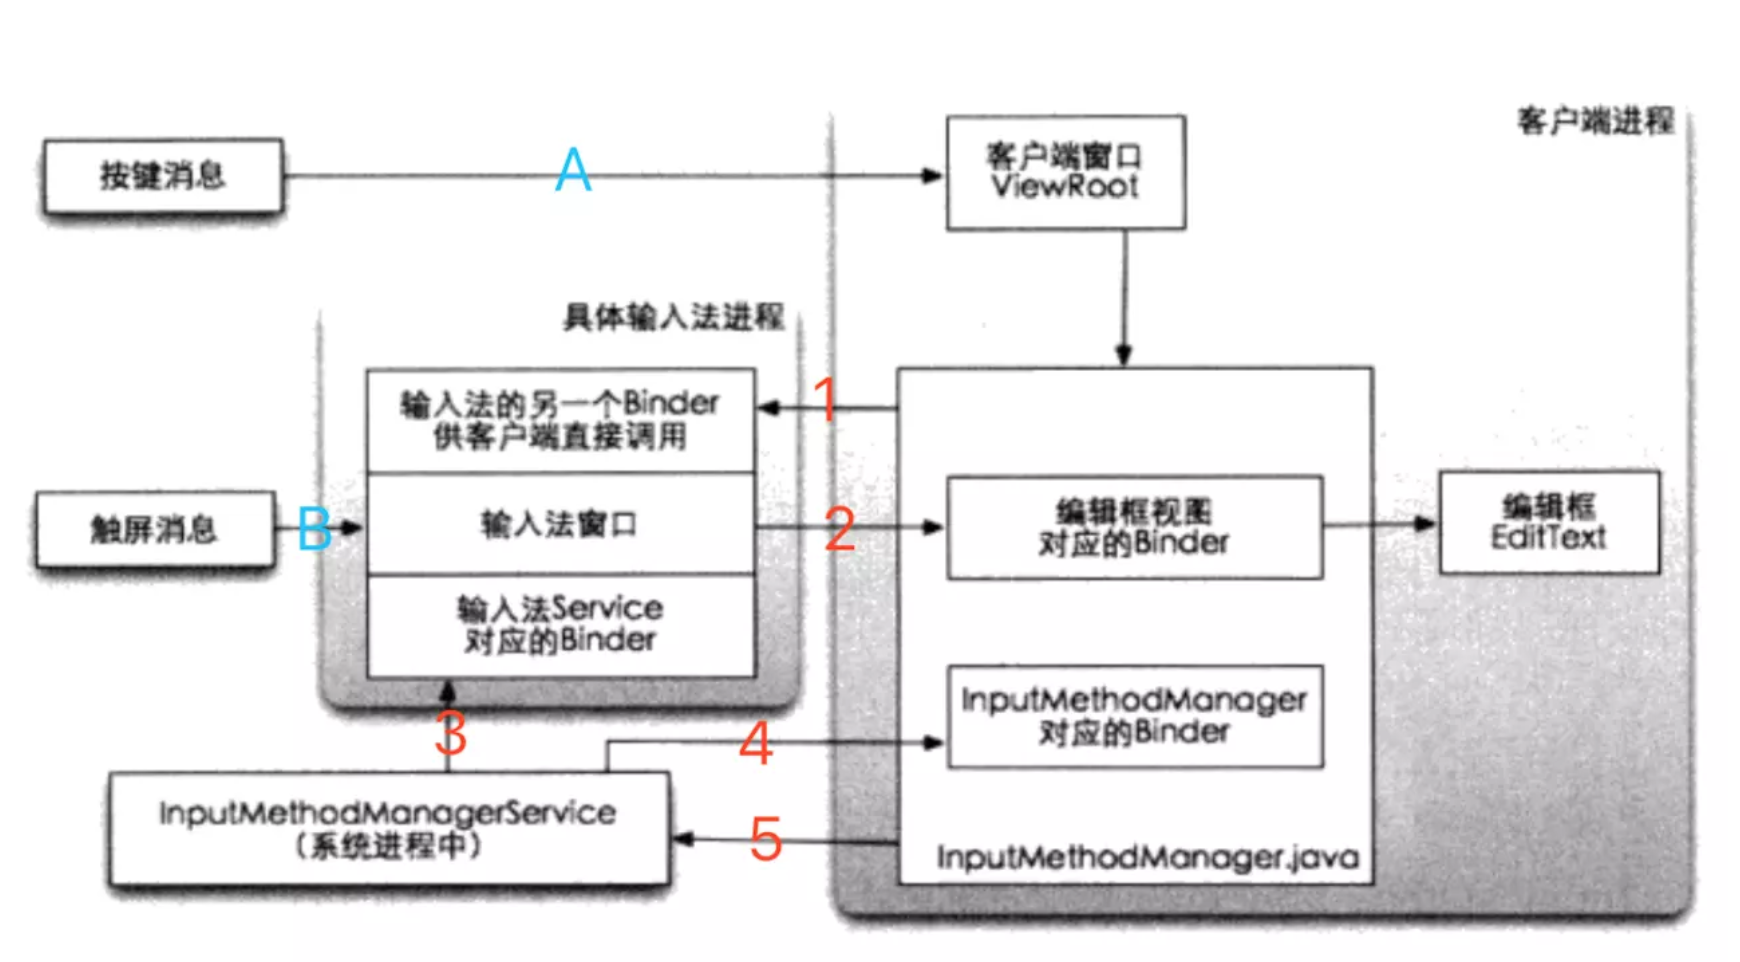 客户端进程
按键消息
A
客户端窗口
ViewRoot
具体输入法进程
输入法的另一个Binder
供客户端直接调用
1
触屏消息
B
输入法窗口
2
编辑框视图
对应的Binder
编辑框
EditText
输入法Service
对应的Binder
3
4
InputMethodManager
对应的Binder
InputMethodManagerService
（系统进程中）
5
InputMethodManager.java